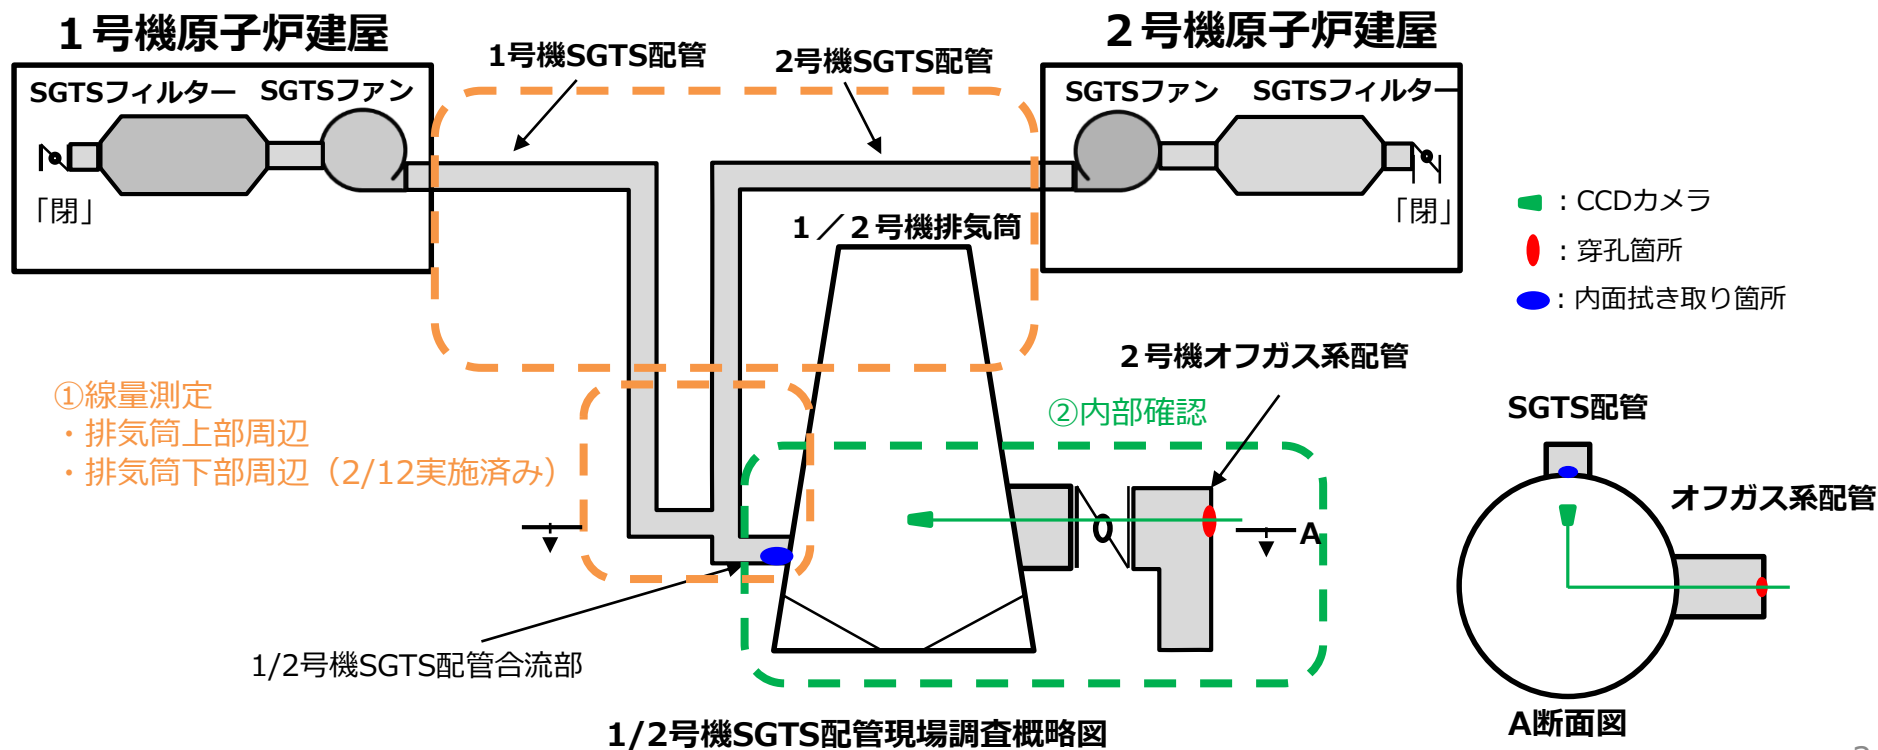 1号機原子炉建屋
2号機原子炉建屋
1号機SGTS配管
2号機SGTS配管
SGTSフィルター
SGTSファン
SGTSファン
SGTSフィルター
「閉」
「閉」
1／2号機排気筒
：CCDカメラ
：穿孔箇所
：内面拭き取り箇所
①線量測定
・排気筒上部周辺
・排気筒下部周辺（2/12実施済み）
2号機オフガス系配管
②内部確認
SGTS配管
オフガス系配管
A
1/2号機SGTS配管合流部
A断面図
1/2号機SGTS配管現場調査概略図